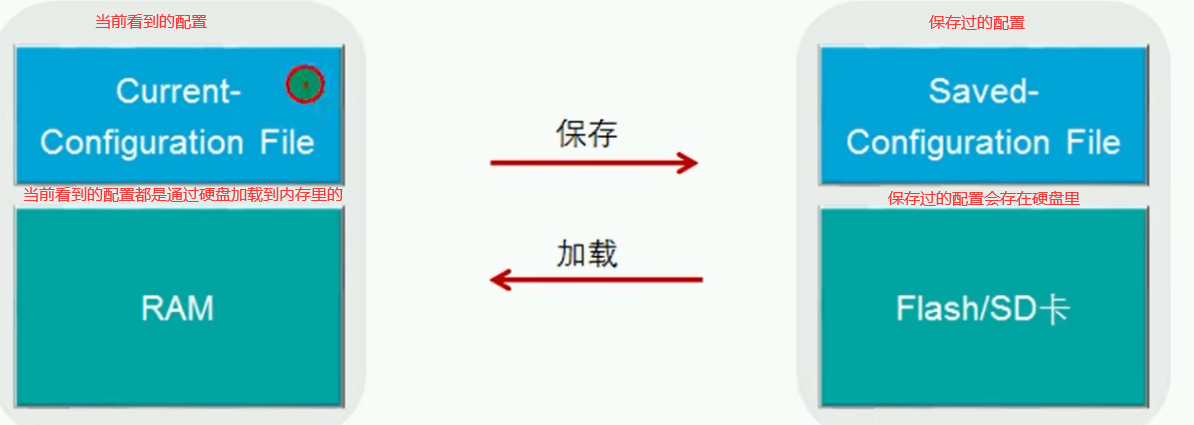 当前看到的配置
Current-
Configuration File
当前看到的配置都是通过硬盘加载到内存里的
RAM
保存
加载
保存过的配置
Saved-
Configuration File
保存过的配置会存在硬盘里
Flash/SD卡